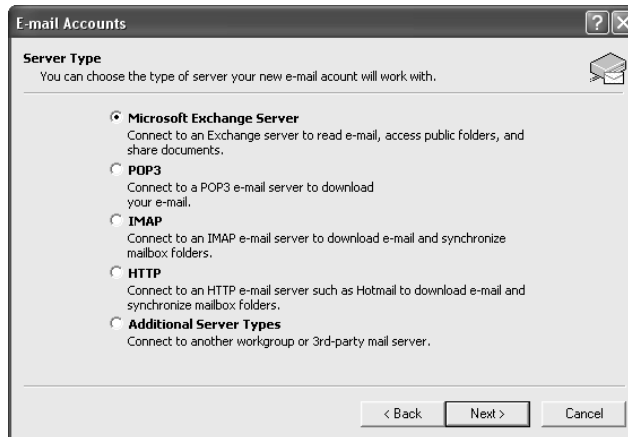 E-mail Accounts
Server Type
You can choose the type of server your new e-mail acount will work with.
Microsoft Exchange Server
Connect to an Exchange server to read e-mail, access public folders, and
share documents.
POP3
Connect to a POP3 e-mail server to download
your e-mail.
IMAP
Connect to an IMAP e-mail server to download e-mail and synchronize
mailbox folders.
HTTP
Connect to an HTTP e-mail server such as Hotmail to download e-mail and
synchronize mailbox folders.
Additional Server Types
Connect to another workgroup or 3rd-party mail server.
< Back Next > Cancel